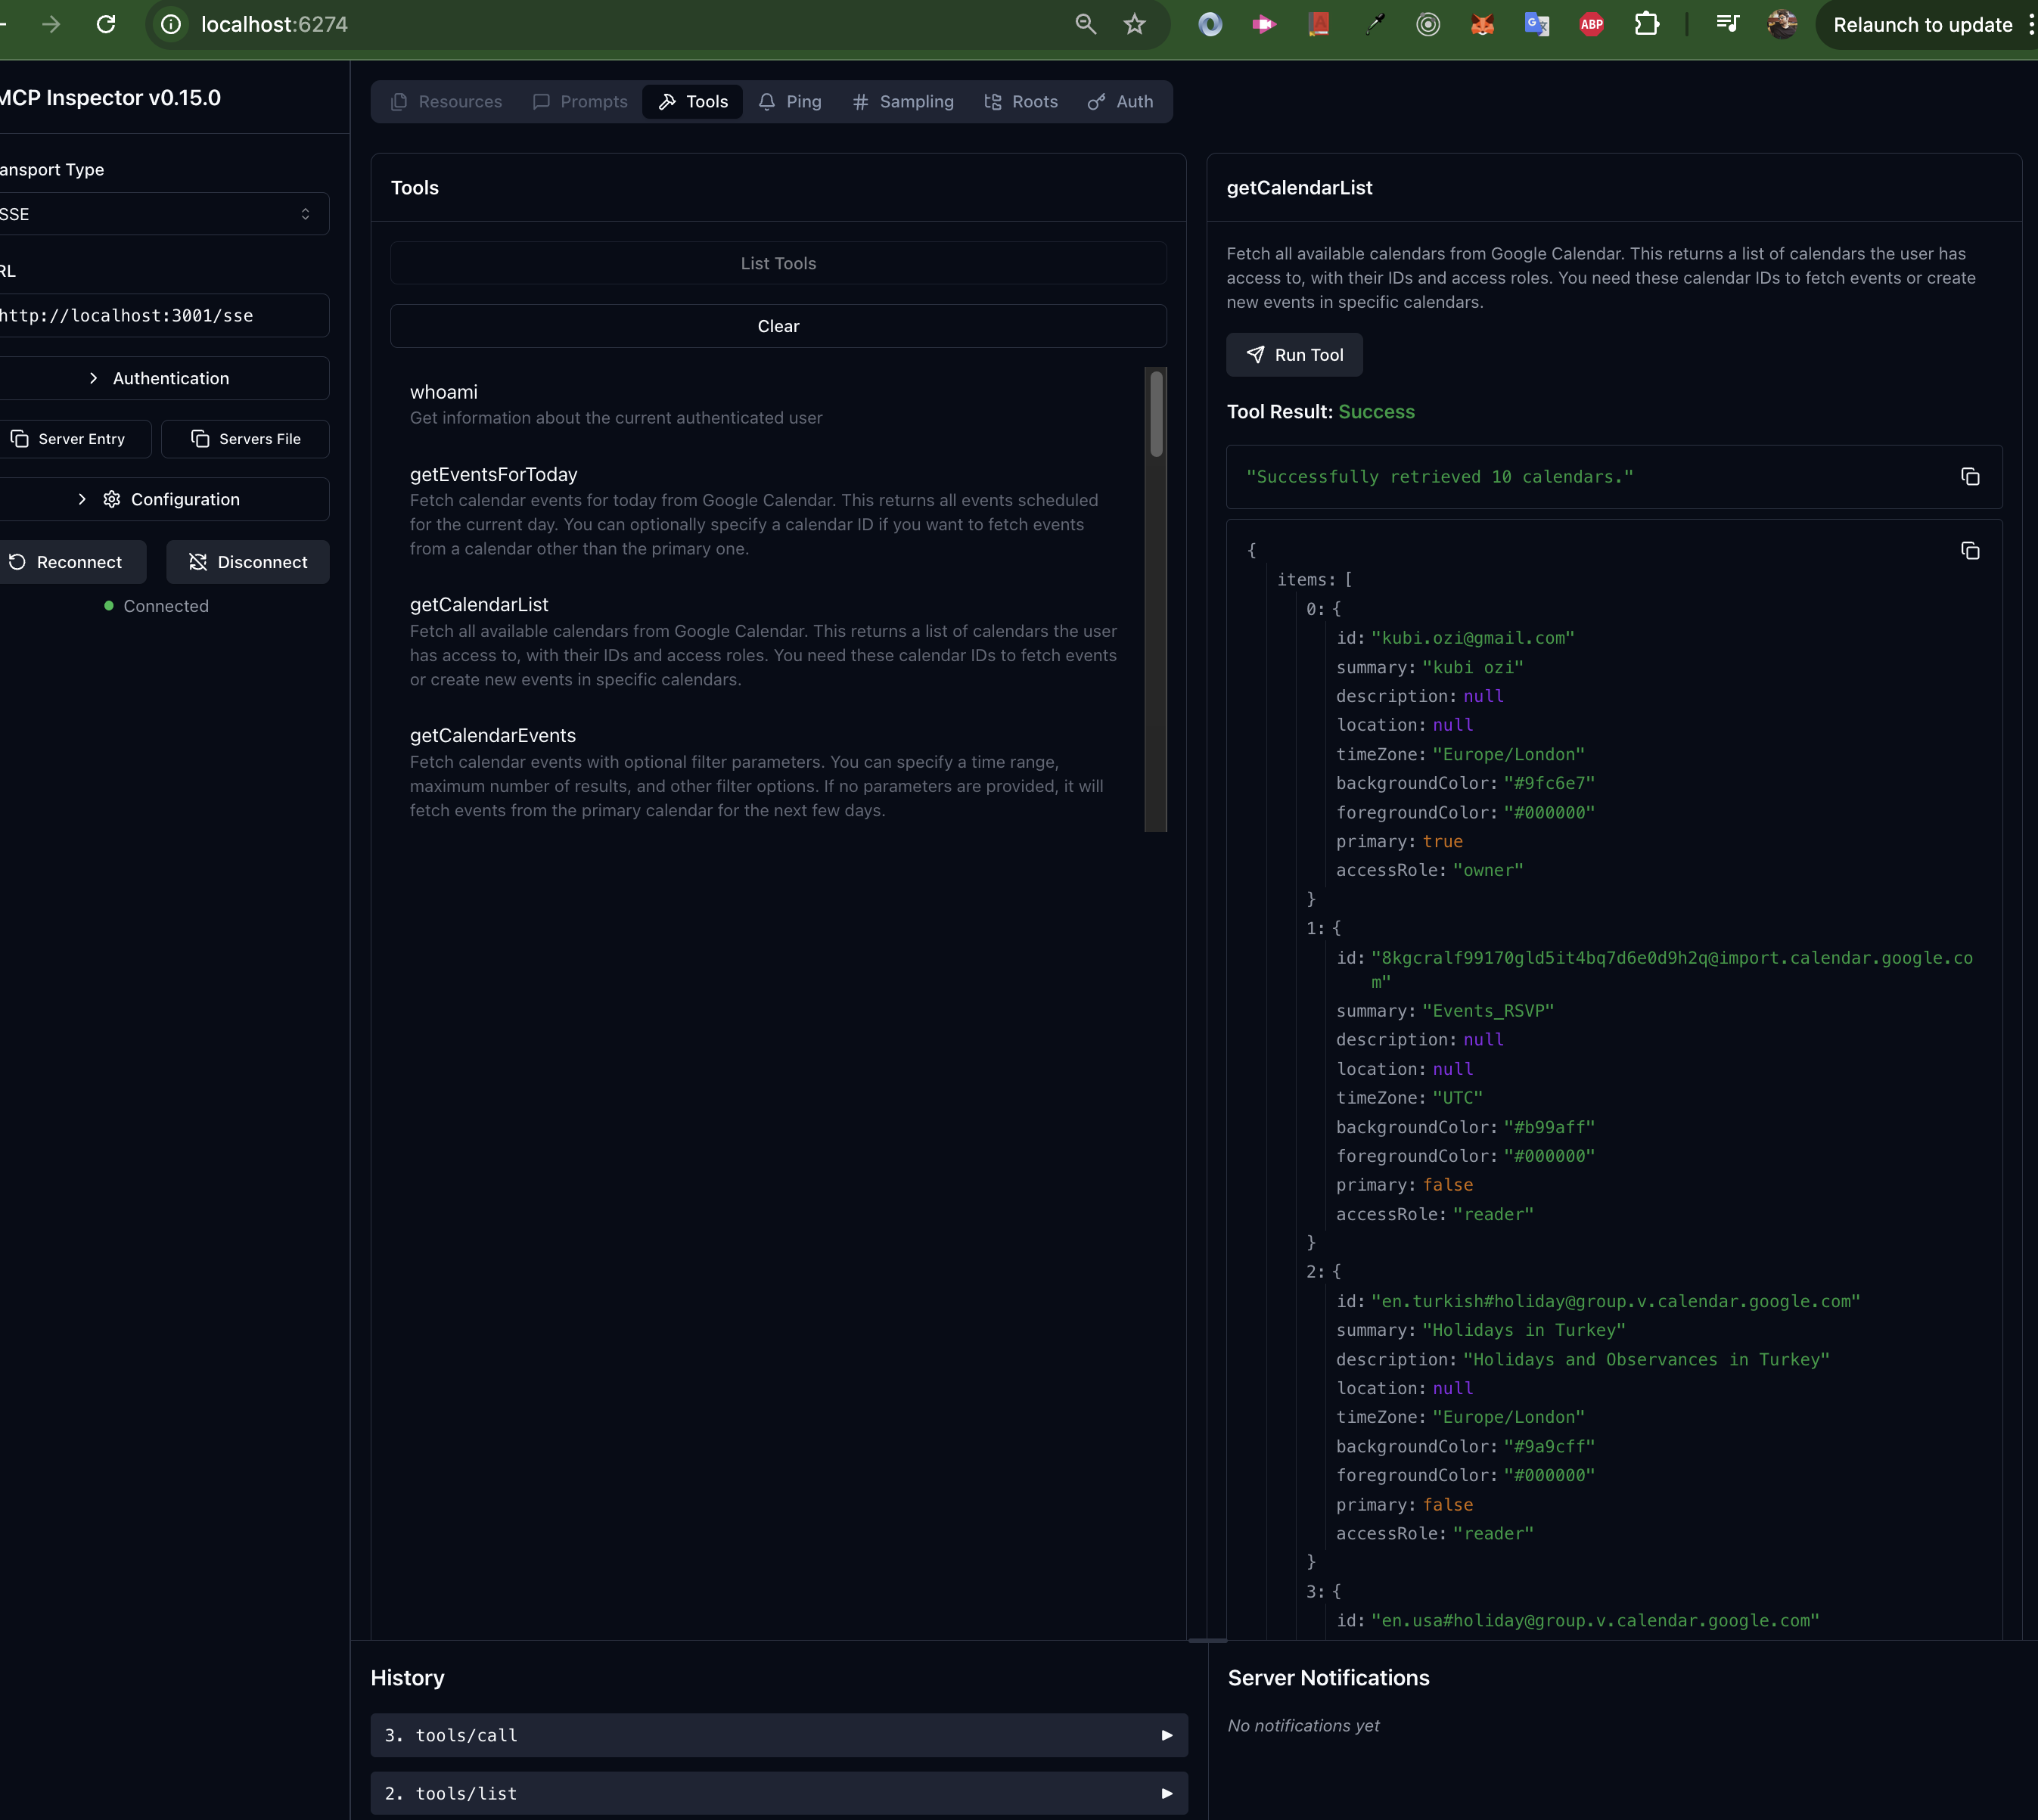 localhost:6274
ABP
Relaunch to update
MCP Inspector v0.15.0
ansport Type
SSE
RL
http://localhost:3001/sse
Authentication
Server Entry
Servers File
Configuration
Reconnect
Disconnect
Connected
Resources
Prompts
Tools
Ping
Sampling
Roots
Auth
Tools
List Tools
Clear
whoami
Get information about the current authenticated user
getEventsForToday
Fetch calendar events for today from Google Calendar. This returns all events scheduled
for the current day. You can optionally specify a calendar ID if you want to fetch events
from a calendar other than the primary one.
getCalendarList
Fetch all available calendars from Google Calendar. This returns a list of calendars the user
has access to, with their IDs and access roles. You need these calendar IDs to fetch events
or create new events in specific calendars.
getCalendarEvents
Fetch calendar events with optional filter parameters. You can specify a time range,
maximum number of results, and other filter options. If no parameters are provided, it will
fetch events from the primary calendar for the next few days.
getCalendarList
Fetch all available calendars from Google Calendar. This returns a list of calendars the user has
access to, with their IDs and access roles. You need these calendar IDs to fetch events or create
new events in specific calendars.
Run Tool
Tool Result: Success
"Successfully retrieved 10 calendars."
{
items: [
0: {
id: "kubi.ozi@gmail.com"
summary: "kubi ozi"
description: null
location: null
timeZone: "Europe/London"
backgroundColor: "#9fc6e7"
foregroundColor: "#000000"
primary: true
accessRole: "owner"
}
1: {
id: "8kgcralf99170gld5it4bq7d6e0d9h2q@import.calendar.google.co
m"
summary: "Events_RSVP"
description: null
location: null
timeZone: "UTC"
backgroundColor: "#b99aff"
foregroundColor: "#000000"
primary: false
accessRole: "reader"
}
2: {
id: "en.turkish#holiday@group.v.calendar.google.com"
summary: "Holidays in Turkey"
description: "Holidays and Observances in Turkey"
location: null
timeZone: "Europe/London"
backgroundColor: "#9a9cff"
foregroundColor: "#000000"
primary: false
accessRole: "reader"
}
3: {
id: "en.usa#holiday@group.v.calendar.google.com"
History
3. tools/call
2. tools/list
Server Notifications
No notifications yet